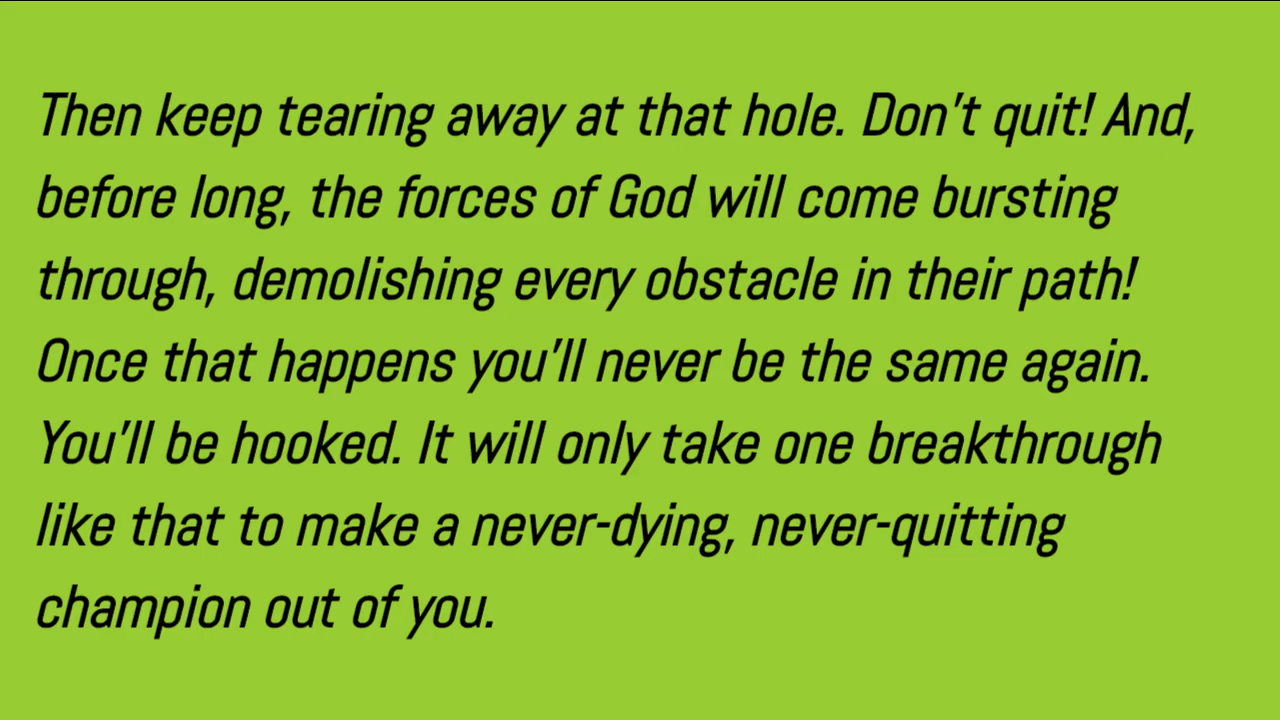 Then keep tearing away at that hole. Don't quit! And,
before long, the forces of God will come bursting
through, demolishing every obstacle in their path!
Once that happens you'll never be the same again.
You'll be hooked. It will only take one breakthrough
like that to make a never-dying, never-quitting
champion out of you.